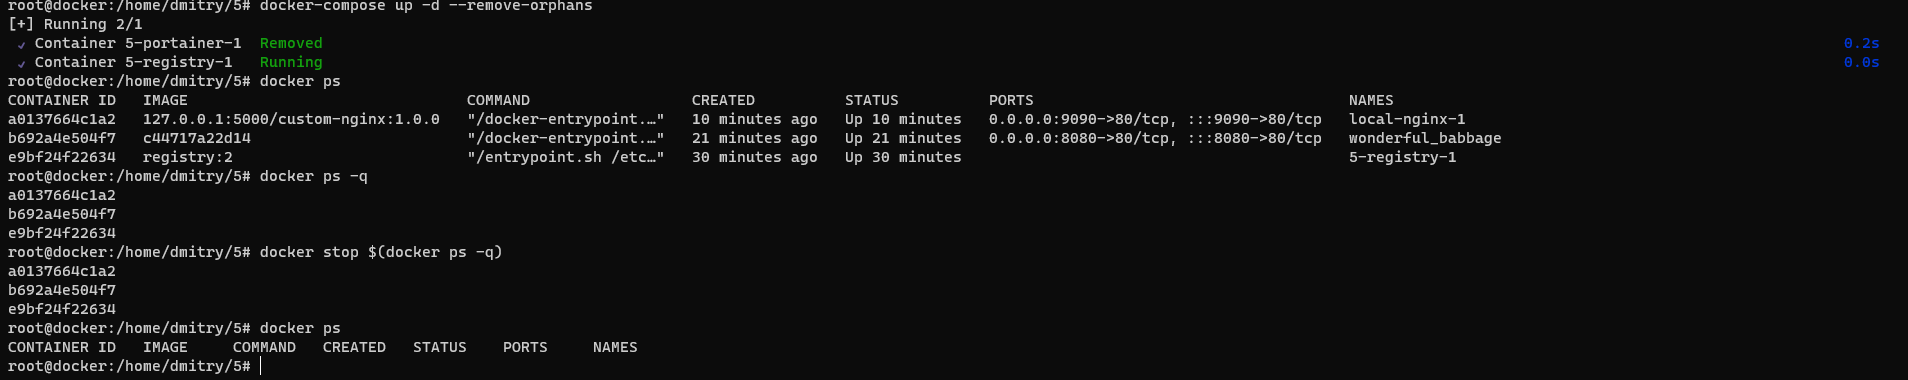 root@docker:/home/dmitry/5# docker-compose up -d --remove-orphans
[+] Running 2/1
✓ Container 5-portainer-1 Removed 0.2s
✓ Container 5-registry-1 Running 0.0s
root@docker:/home/dmitry/5# docker ps
CONTAINER ID IMAGE COMMAND CREATED STATUS PORTS NAMES
a0137664c1a2 127.0.0.1:5000/custom-nginx:1.0.0 "/docker-entrypoint.…" 10 minutes ago Up 10 minutes 0.0.0.0:9090->80/tcp, :::9090->80/tcp local-nginx-1
b692a4e504f7 c44717a22d14 "/docker-entrypoint.…" 21 minutes ago Up 21 minutes 0.0.0.0:8080->80/tcp, :::8080->80/tcp wonderful_babbage
e9bf24f22634 registry:2 "/entrypoint.sh /etc…" 30 minutes ago Up 30 minutes 5-registry-1
root@docker:/home/dmitry/5# docker ps -q
a0137664c1a2
b692a4e504f7
e9bf24f22634
root@docker:/home/dmitry/5# docker stop $(docker ps -q)
a0137664c1a2
b692a4e504f7
e9bf24f22634
root@docker:/home/dmitry/5# docker ps
CONTAINER ID IMAGE COMMAND CREATED STATUS PORTS NAMES
root@docker:/home/dmitry/5#